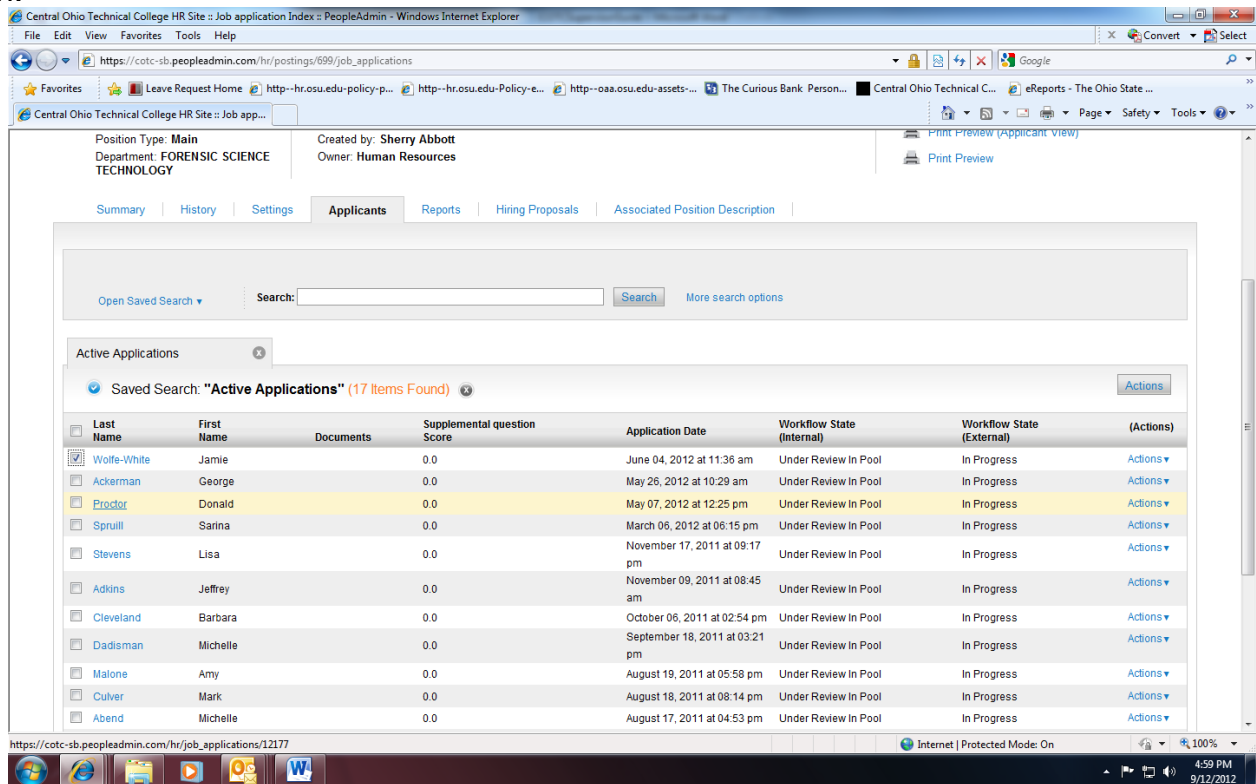 Central Ohio Technical College HR Site :: Job application Index :: PeopleAdmin - Windows Internet Explorer
File Edit View Favorites Tools Help
Convert Select
https://cotc-sb.peopleadmin.com/hr/postings/699/job_applications
Google
Favorites Leave Request Home http--hr.osu.edu-policy-p... http--hr.osu.edu-Policy-e... http--oaa.osu.edu-assets-... The Curious Bank Person... Central Ohio Technical C... eReports - The Ohio State ...
Central Ohio Technical College HR Site :: Job app...
Page Safety Tools
Position Type: Main Created by: Sherry Abbott Print Preview (Applicant View)
Department: FORENSIC SCIENCE Owner: Human Resources Print Preview
TECHNOLOGY
Summary History Settings Applicants Reports Hiring Proposals Associated Position Description
Open Saved Search Search: Search More search options
Active Applications
Saved Search: "Active Applications" (17 Items Found) Actions
Last Name First Name Documents Supplemental question Score Application Date Workflow State (Internal) Workflow State (External) (Actions)
Wolfe-White Jamie 0.0 June 04, 2012 at 11:36 am Under Review In Pool In Progress Actions
Ackerman George 0.0 May 26, 2012 at 10:29 am Under Review In Pool In Progress Actions
Proctor Donald 0.0 May 07, 2012 at 12:25 pm Under Review In Pool In Progress Actions
Spruill Sarina 0.0 March 06, 2012 at 06:15 pm Under Review In Pool In Progress Actions
Stevens Lisa 0.0 November 17, 2011 at 09:17 pm Under Review In Pool In Progress Actions
Adkins Jeffrey 0.0 November 09, 2011 at 08:45 am Under Review In Pool In Progress Actions
Cleveland Barbara 0.0 October 06, 2011 at 02:54 pm Under Review In Pool In Progress Actions
Dadisman Michelle 0.0 September 18, 2011 at 03:21 pm Under Review In Pool In Progress Actions
Malone Amy 0.0 August 19, 2011 at 05:58 pm Under Review In Pool In Progress Actions
Culver Mark 0.0 August 18, 2011 at 08:14 pm Under Review In Pool In Progress Actions
Abend Michelle 0.0 August 17, 2011 at 04:53 pm Under Review In Pool In Progress Actions
https://cotc-sb.peopleadmin.com/hr/job_applications/12177 Internet | Protected Mode: On 100%
4:59 PM
9/12/2012